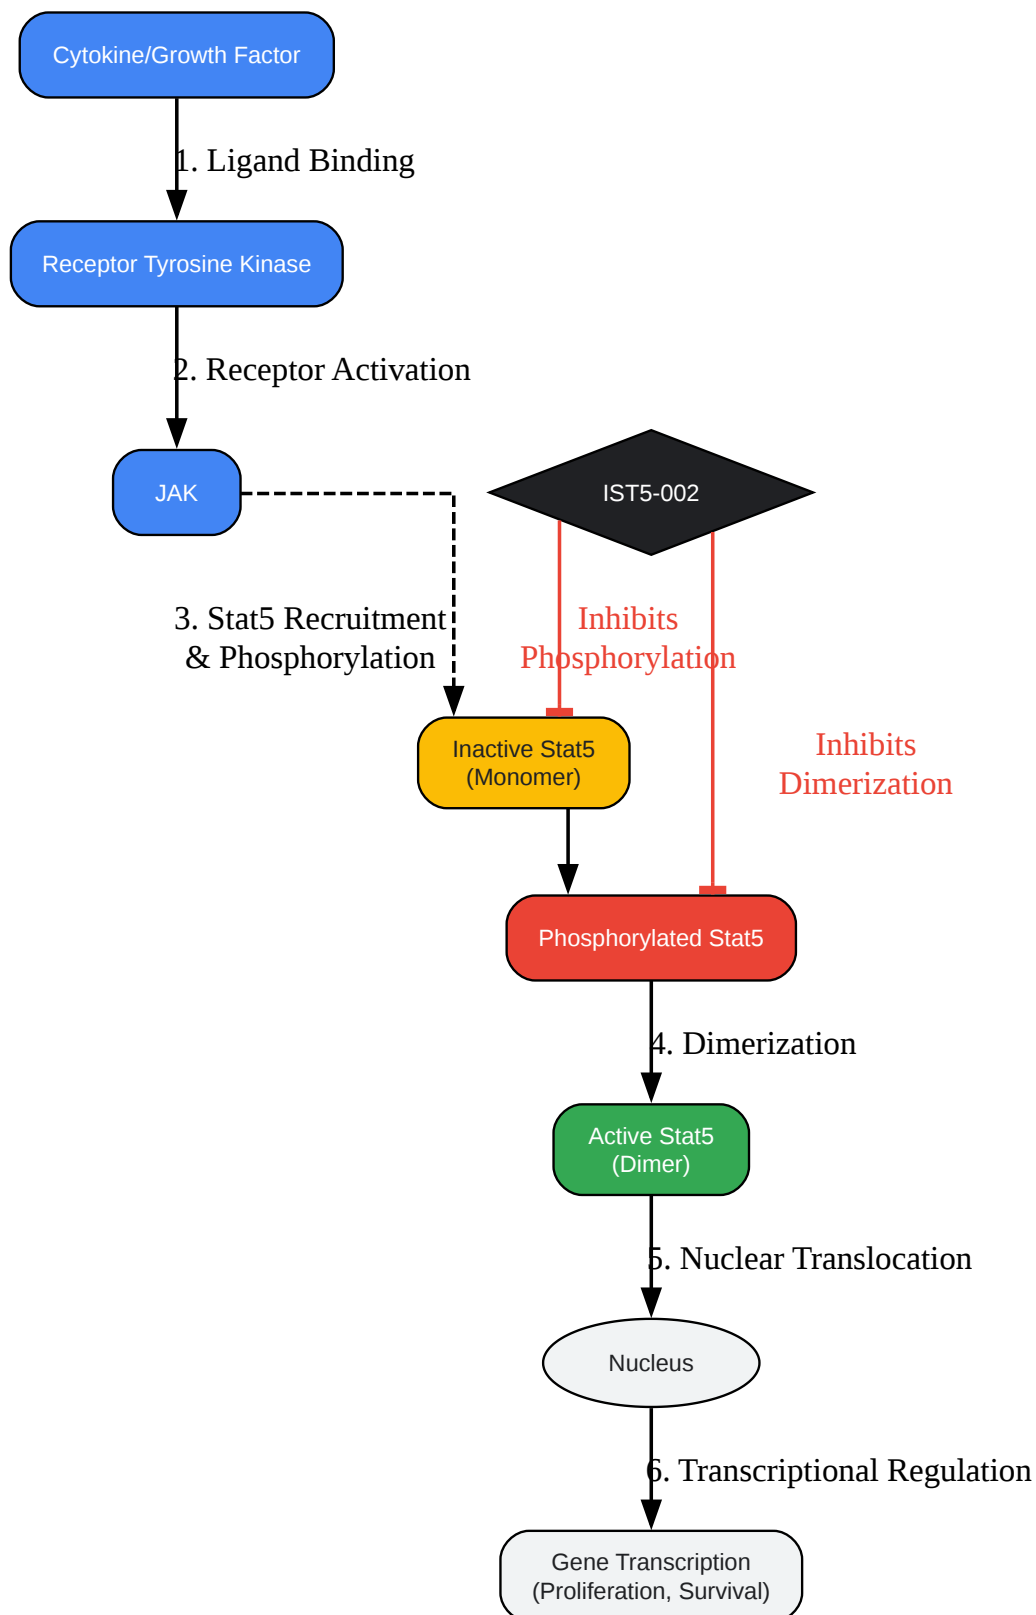 Cytokine/Growth Factor
1. Ligand Binding
Receptor Tyrosine Kinase
2. Receptor Activation
JAK
IST5-002
3. Stat5 Recruitment
& Phosphorylation
Inhibits
Phosphorylation
Inhibits
Dimerization
Inactive Stat5
(Monomer)
Phosphorylated Stat5
4. Dimerization
Active Stat5
(Dimer)
5. Nuclear Translocation
Nucleus
6. Transcriptional Regulation
Gene Transcription
(Proliferation, Survival)